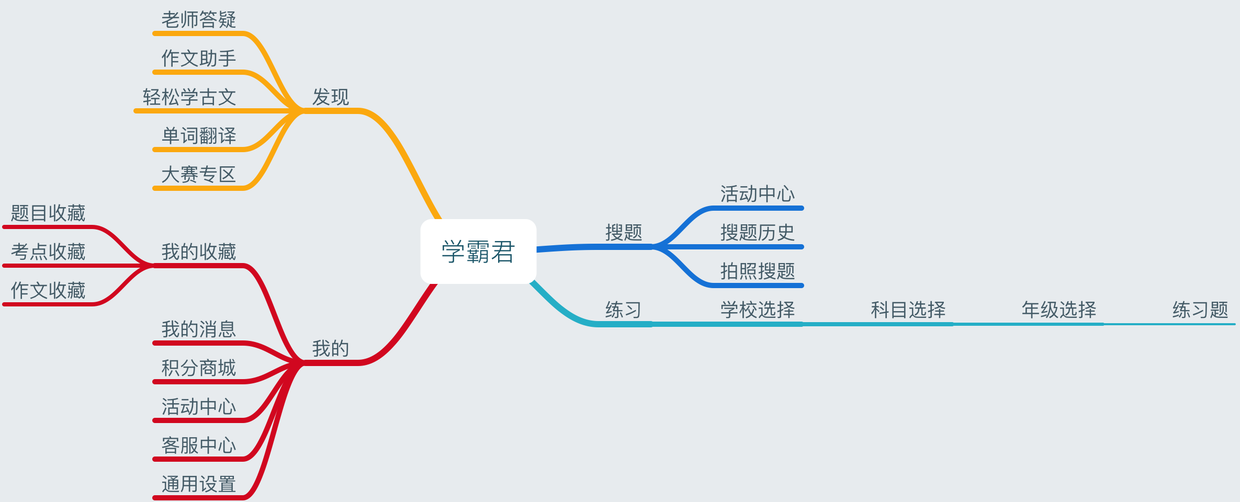 学霸君
发现
老师答疑
作文助手
轻松学古文
单词翻译
大赛专区
我的
我的收藏
题目收藏
考点收藏
作文收藏
我的消息
积分商城
活动中心
客服中心
通用设置
搜题
活动中心
搜题历史
拍照搜题
练习
学校选择
科目选择
年级选择
练习题